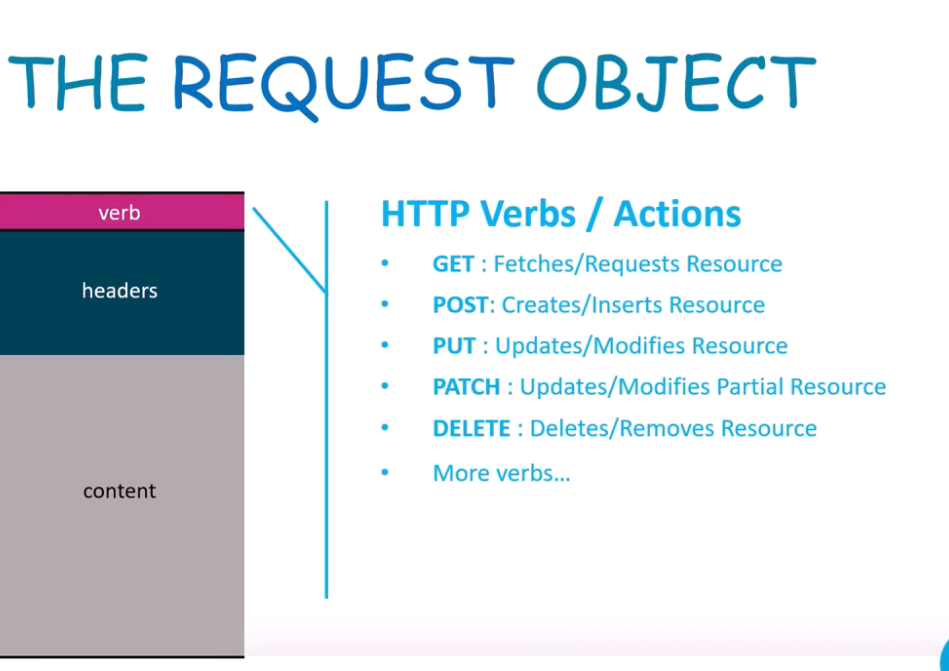 THE REQUEST OBJECT
verb
headers
content
HTTP Verbs / Actions
• GET : Fetches/Requests Resource
• POST: Creates/Inserts Resource
• PUT : Updates/Modifies Resource
• PATCH : Updates/Modifies Partial Resource
• DELETE : Deletes/Removes Resource
• More verbs...